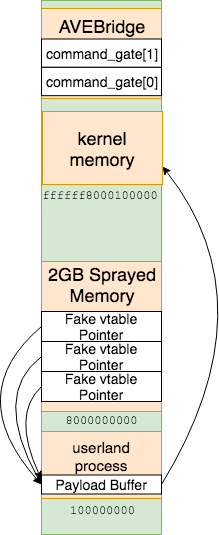 AVEBridge
command_gate[1]
command_gate[0]
kernel
memory
ffffff8000100000
2GB Sprayed
Memory
Fake vtable
Pointer
Fake vtable
Pointer
Fake vtable
Pointer
8000000000
userland
process
Payload Buffer
100000000